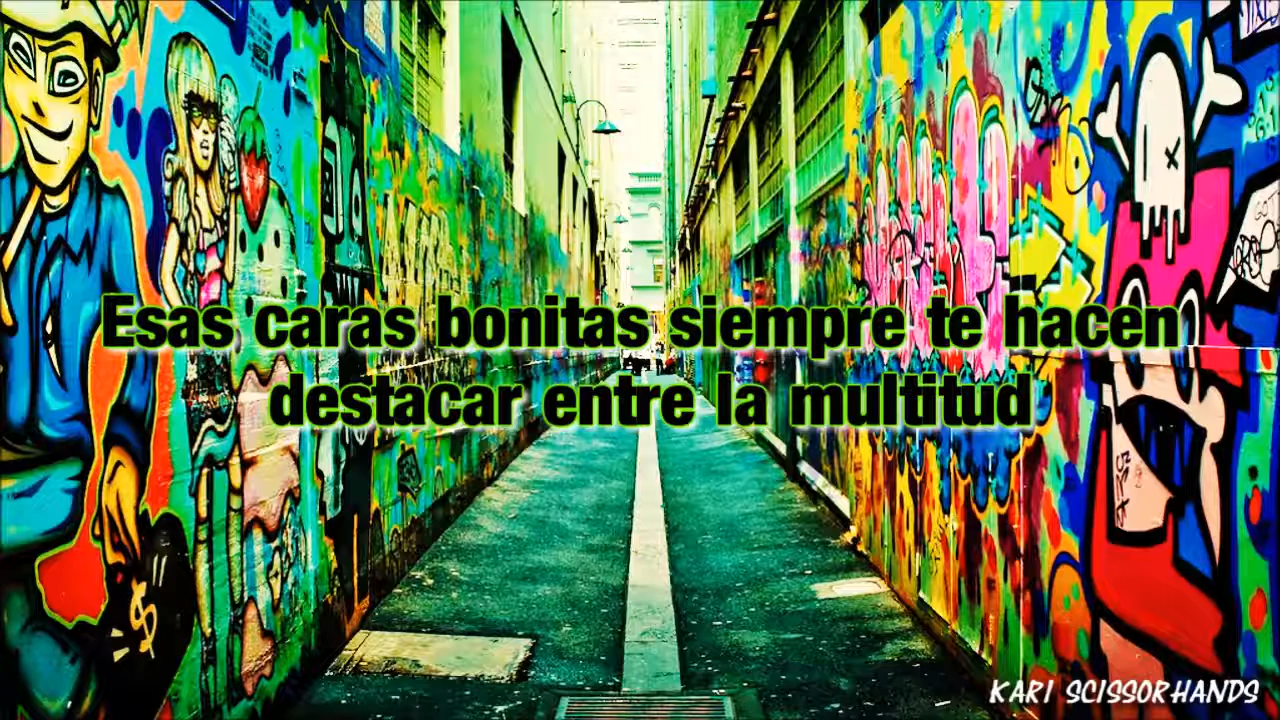 Esas caras bonitas siempre te hacen
destacar entre la multitud
KARI SCISSORHANDS